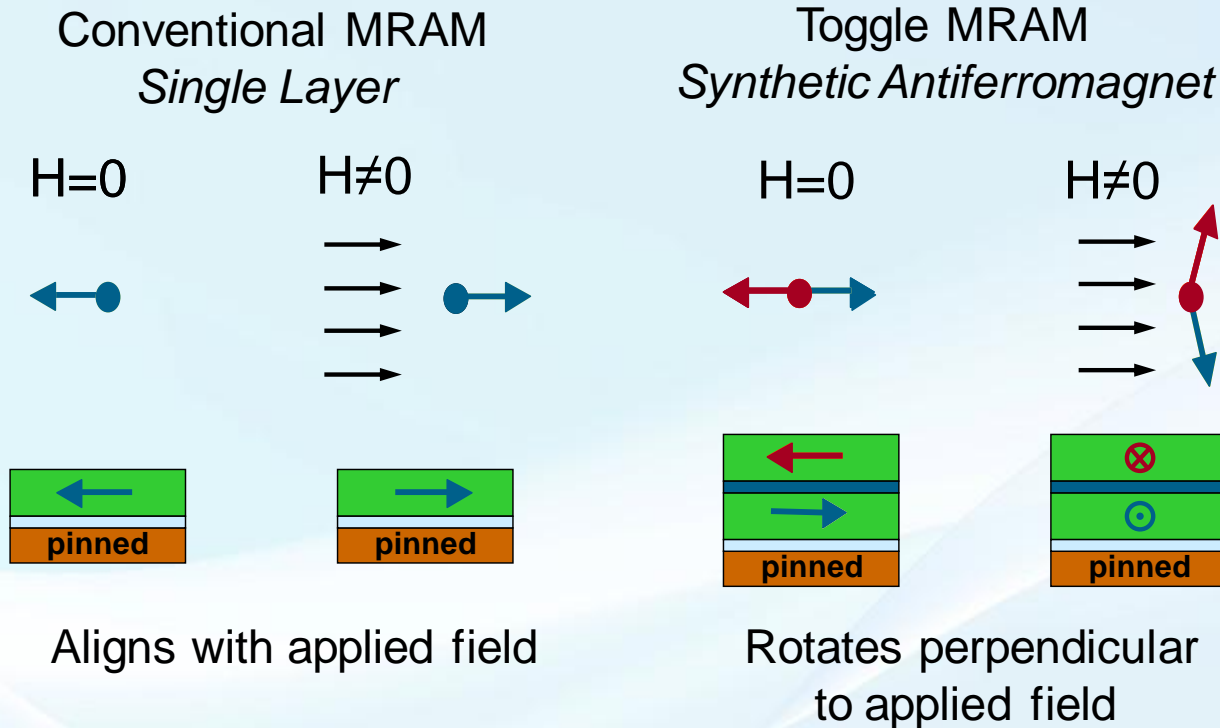 Conventional MRAM
Single Layer
H=0
H≠0
pinned
pinned
Aligns with applied field
Toggle MRAM
Synthetic Antiferromagnet
H=0
H≠0
pinned
pinned
Rotates perpendicular
to applied field